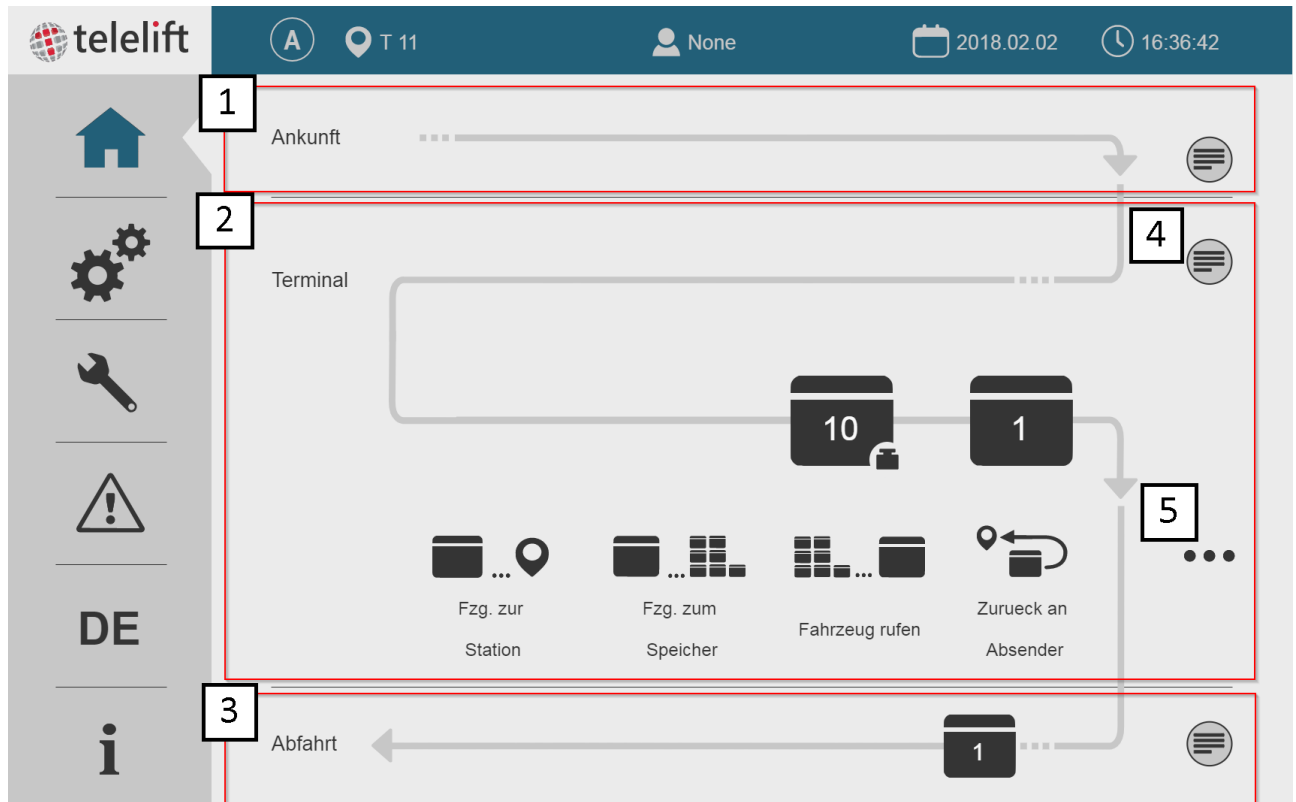 telelift
A
T 11
None
2018.02.02
16:36:42
1
Ankunft
2
4
Terminal
10
1
5
Fzg. zur
Station
Fzg. zum
Speicher
Fahrzeug rufen
Zurueck an
Absender
DE
3
Abfahrt
1
i